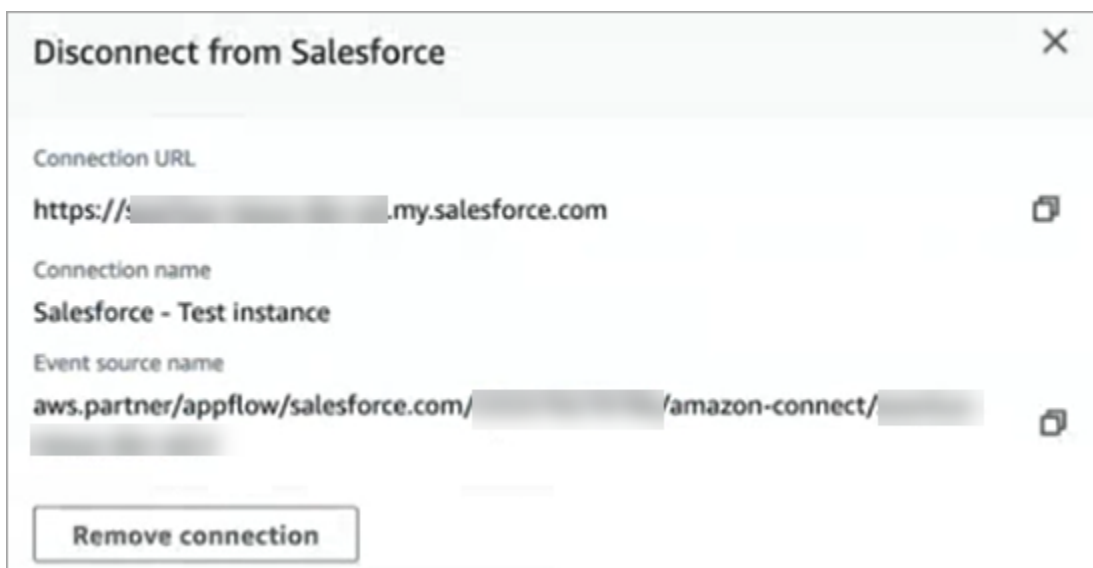 Disconnect from Salesforce
Connection URL
https:// .my.salesforce.com
Connection name
Salesforce - Test instance
Event source name
aws.partner/appflow/salesforce.com/ /amazon-connect/
Remove connection